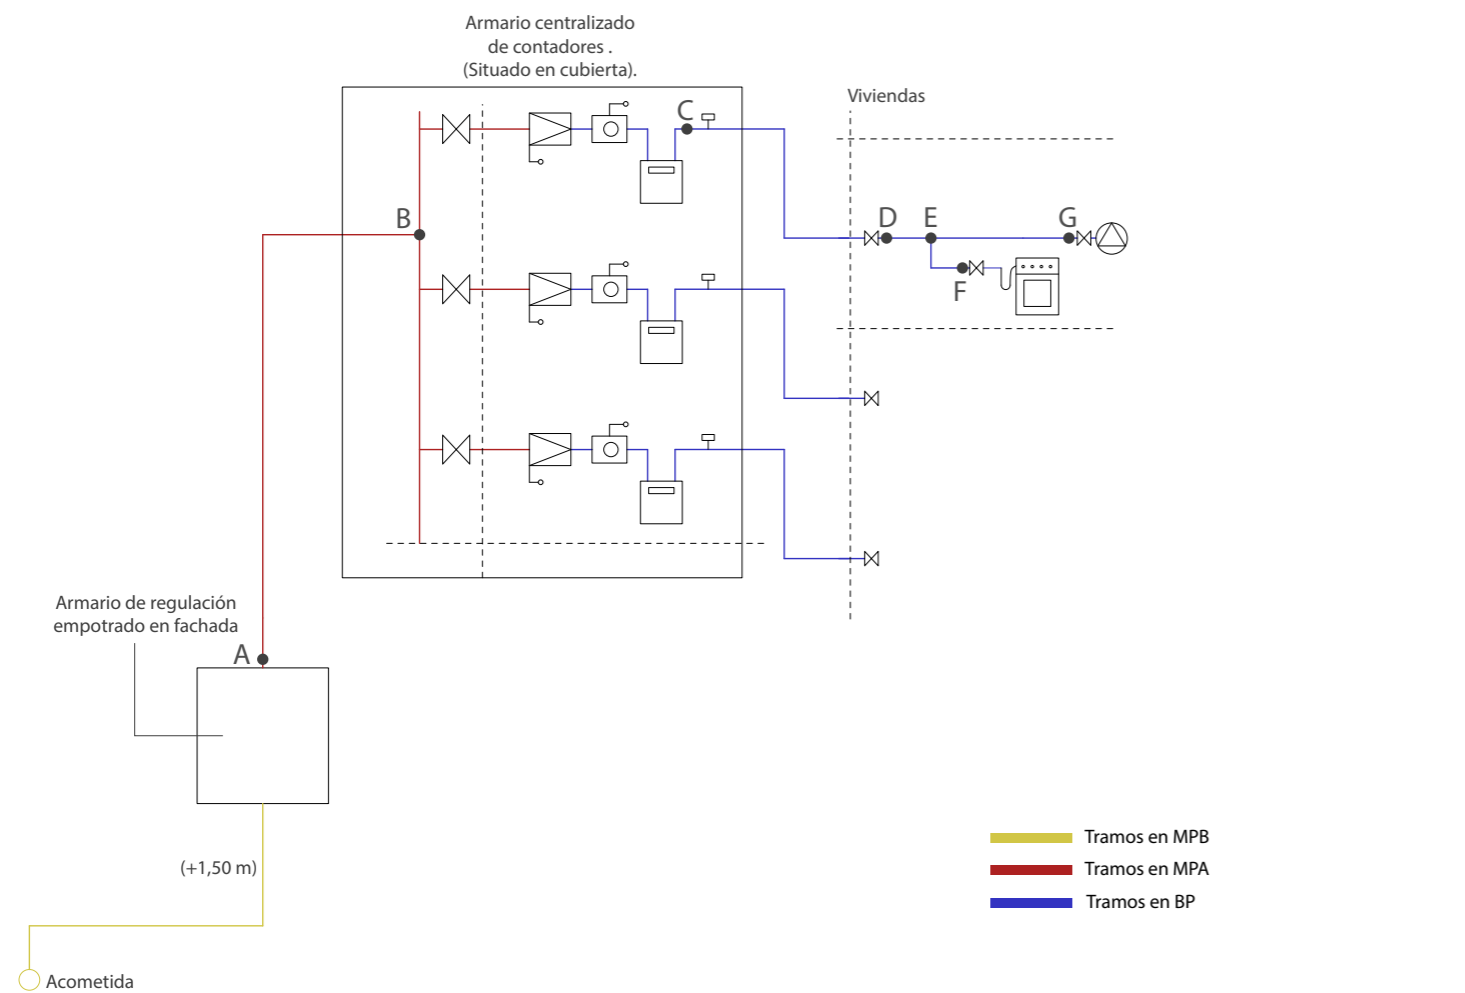 Armario centralizado
de contadores .
(Situado en cubierta).
Viviendas
C
B
D
E
G
F
Armario de regulación
empotrado en fachada
A
(+1,50 m)
Acometida
Tramos en MPB
Tramos en MPA
Tramos en BP